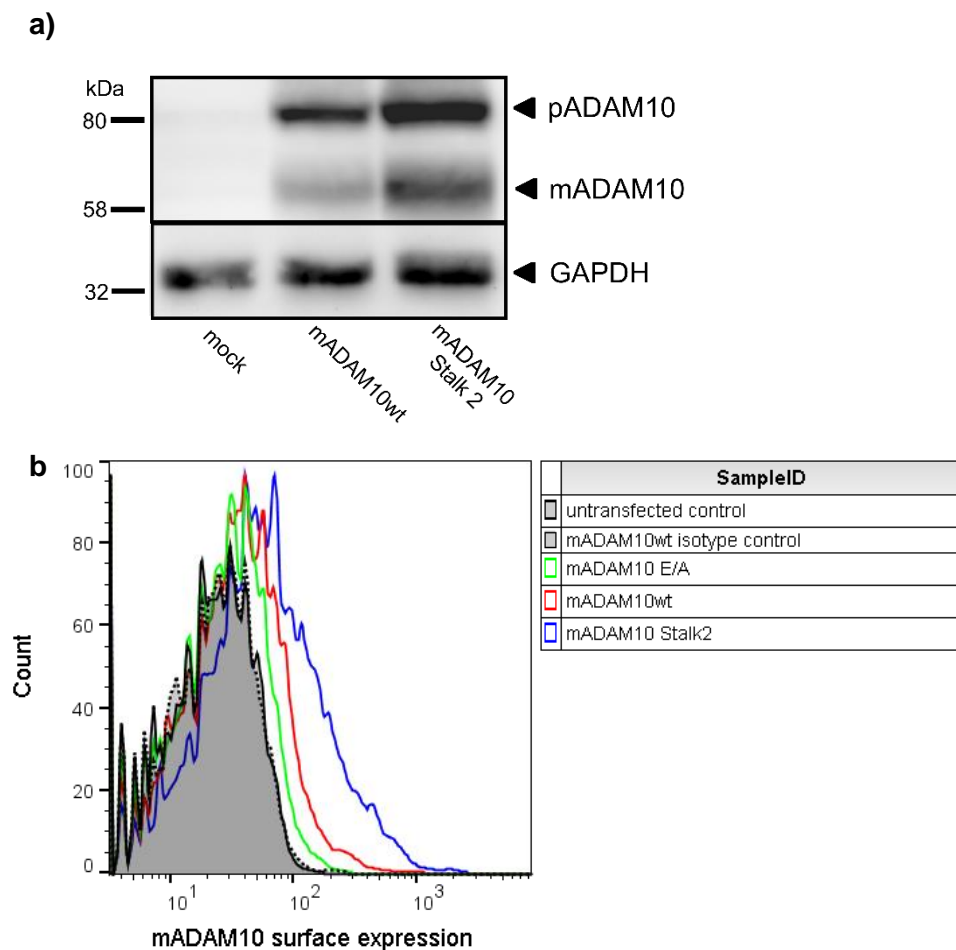 a)
kDa
80
58
32
pADAM10
mADAM10
GAPDH
mock
mADAM10wt
mADAM10
Stalk 2
b
100
80
60
40
20
0
Count
10¹
10²
10³
mADAM10 surface expression
SampleID
untransfected control
mADAM10wt isotype control
mADAM10 E/A
mADAM10wt
mADAM10 Stalk2